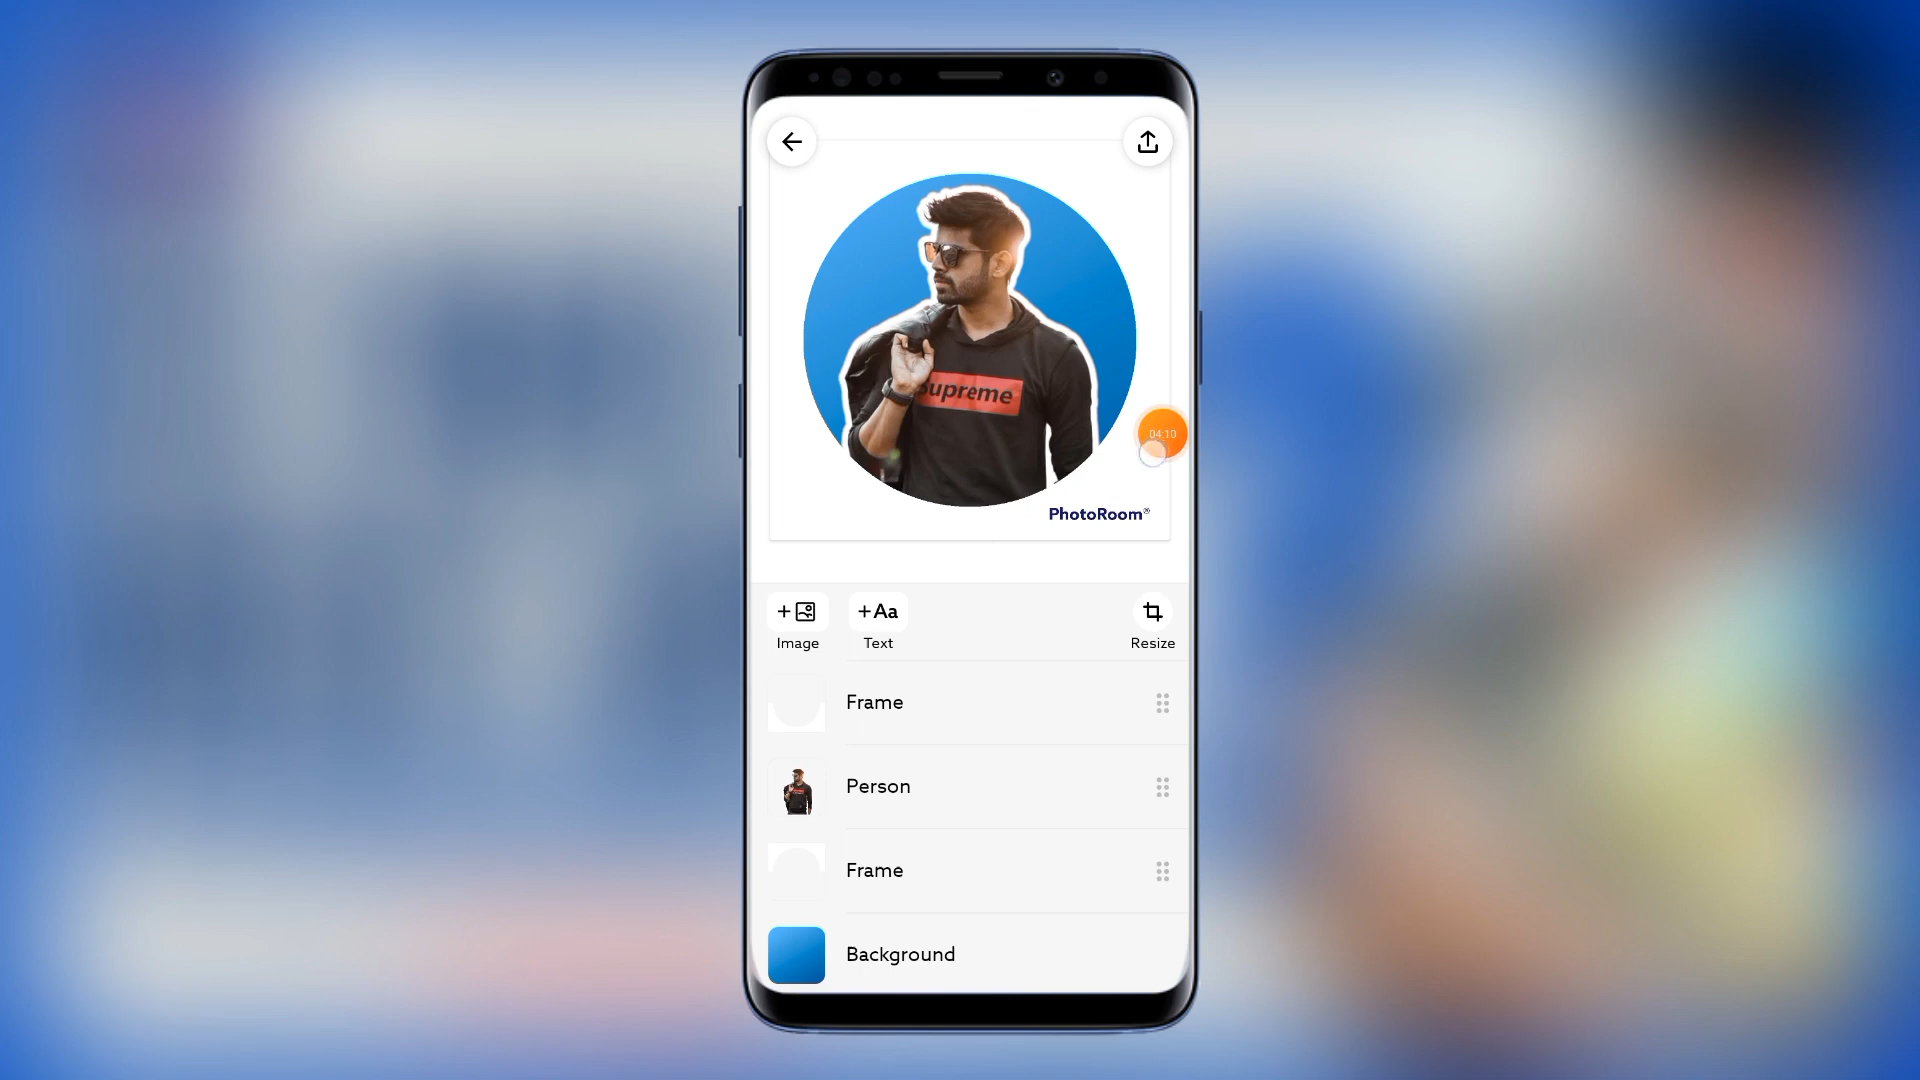 Supreme
04:10
PhotoRoom®
+Aa
Image
Text
Resize
Frame
Person
Frame
Background